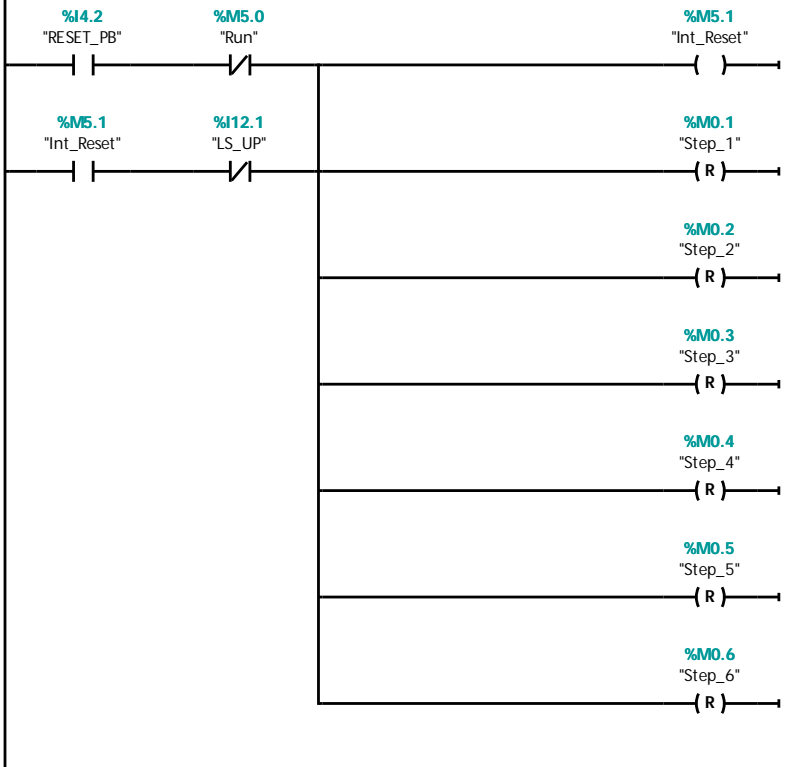 %I4.2 %M5.0 %M5.1
"RESET_PB" "Run" "Int_Reset"
%M5.1 %I12.1 %M0.1
"Int_Reset" "LS_UP" "Step_1"
R
%M0.2
"Step_2"
R
%M0.3
"Step_3"
R
%M0.4
"Step_4"
R
%M0.5
"Step_5"
R
%M0.6
"Step_6"
R